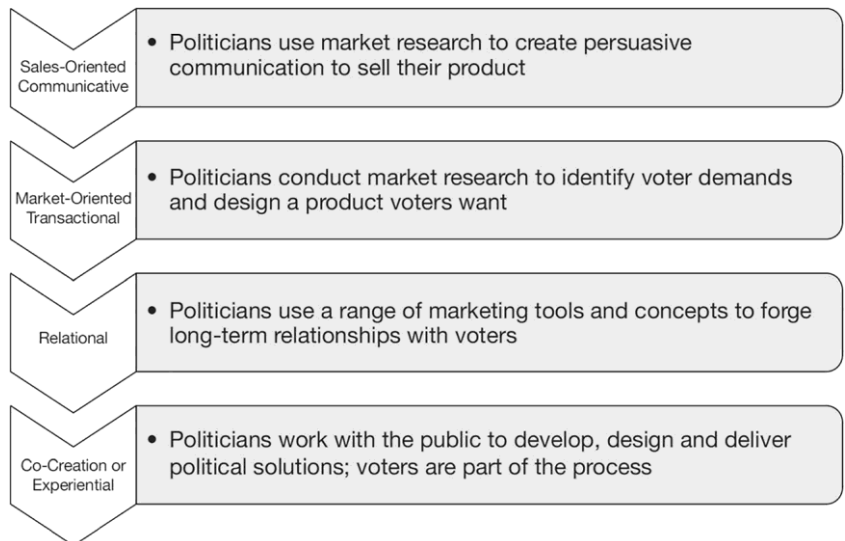 Sales-Oriented
Communicative
• Politicians use market research to create persuasive
communication to sell their product
Market-Oriented
Transactional
• Politicians conduct market research to identify voter demands
and design a product voters want
Relational
• Politicians use a range of marketing tools and concepts to forge
long-term relationships with voters
Co-Creation or
Experiential
• Politicians work with the public to develop, design and deliver
political solutions; voters are part of the process